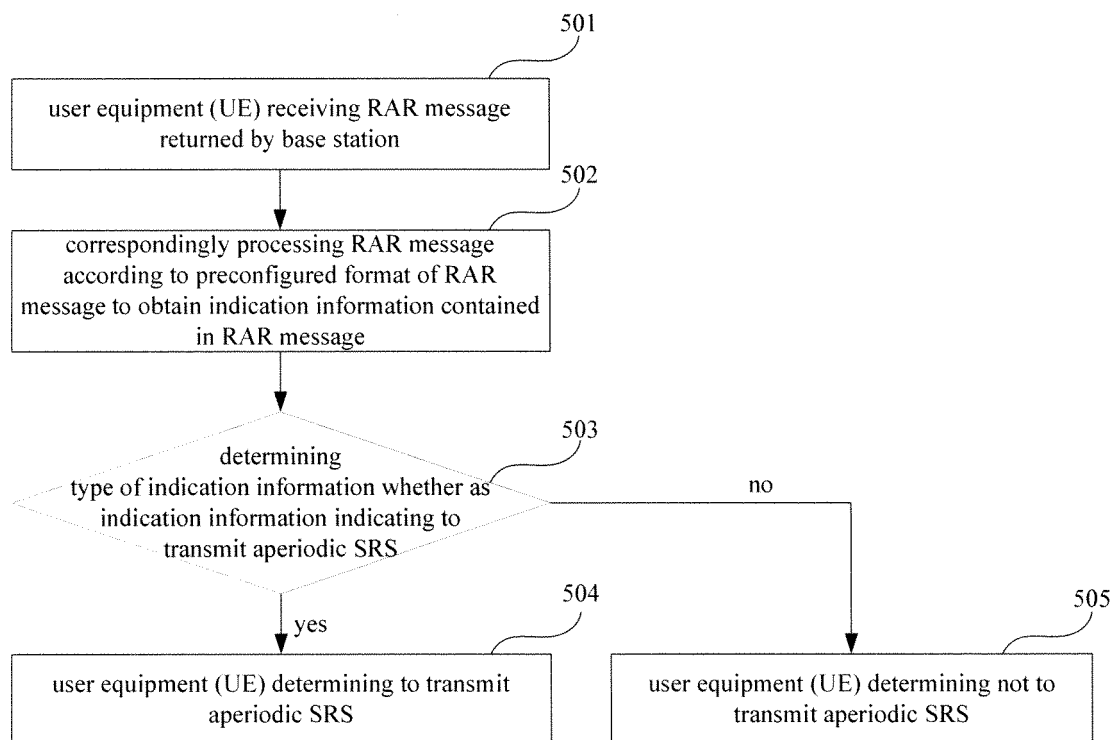 501
user equipment (UE) receiving RAR message
returned by base station
502
correspondingly processing RAR message
according to preconfigured format of RAR
message to obtain indication information contained
in RAR message
503
determining
type of indication information whether as
indication information indicating to
transmit aperiodic SRS
no
yes
504
user equipment (UE) determining to transmit
aperiodic SRS
505
user equipment (UE) determining not to
transmit aperiodic SRS